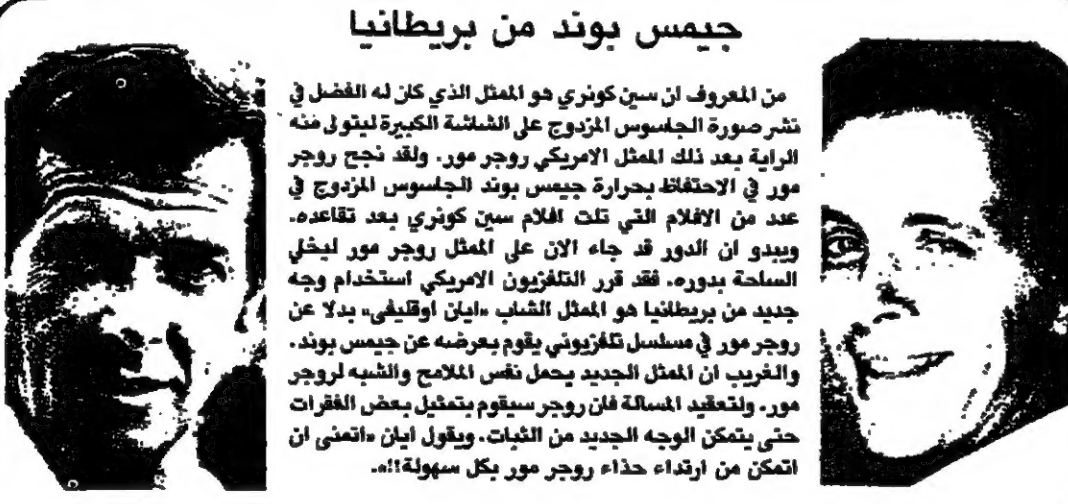 جيمس بوند من بريطانيا
من المعروف ان سين كونري هو الممثل الذي كان له الفضل في
نشر صورة الجاسوس المزدوج على الشاشة الكبيرة ليتولى منه
الراية بعد ذلك الممثل الامريكي روجر مور. ولقد نجح روجر
مور في الاحتفاظ بحرارة جيمس بوند الجاسوس المزدوج في
عدد من الافلام التي تلت افلام سين كونري بعد تقاعده.
ويبدو ان الدور قد جاء الان على الممثل روجر مور ليخلي
الساحة بدوره. فقد قرر التلفزيون الامريكي استخدام وجه
جديد من بريطانيا هو الممثل الشاب «ايان اوقليفي» بدلا عن
روجر مور في مسلسل تلفزيوني يقوم بعرضه عن جيمس بوند.
والغريب ان الممثل الجديد يحمل نفس الملامح والشبه لروجر
مور. ولتعقيد المسالة فان روجر سيقوم بتمثيل بعض الفقرات
حتى يتمكن الوجه الجديد من الثبات. ويقول ايان «اتمنى ان
اتمكن من ارتداء حذاء روجر مور بكل سهولة!!».